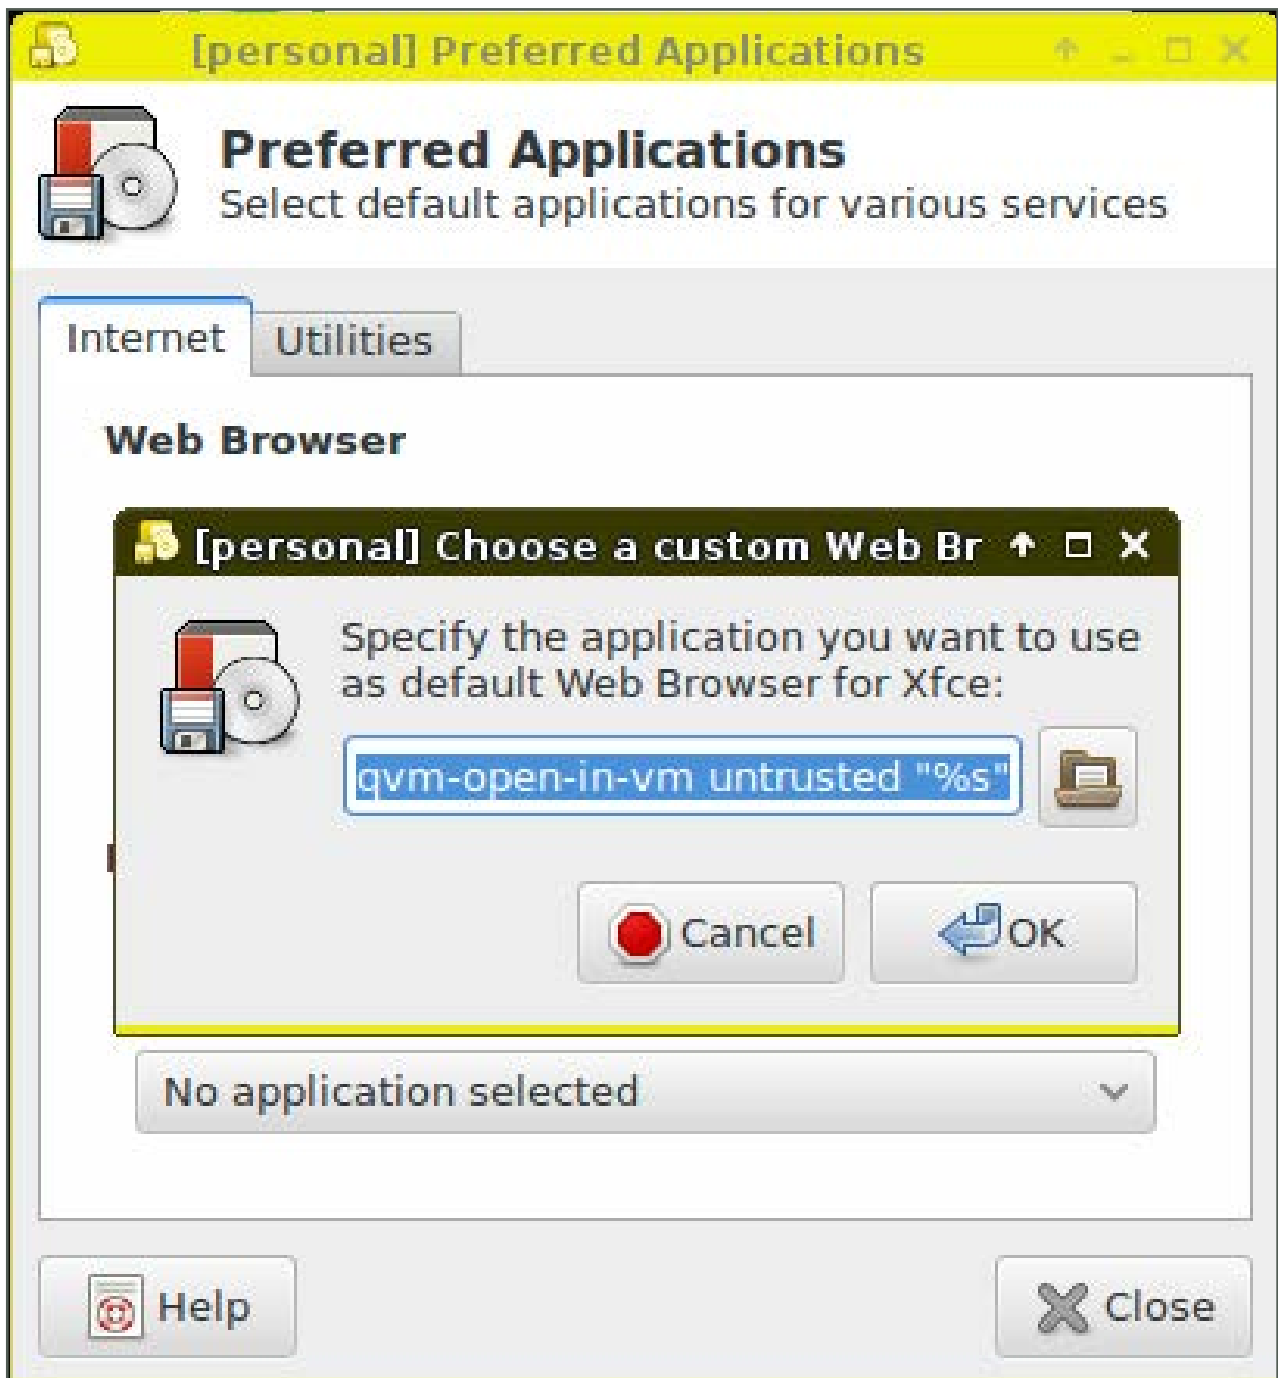 [personal] Preferred Applications
Preferred Applications
Select default applications for various services
Internet
Utilities
Web Browser
[personal] Choose a custom Web Br
Specify the application you want to use
as default Web Browser for Xfce:
qvm-open-in-vm untrusted "%s"
Cancel
OK
No application selected
Help
Close